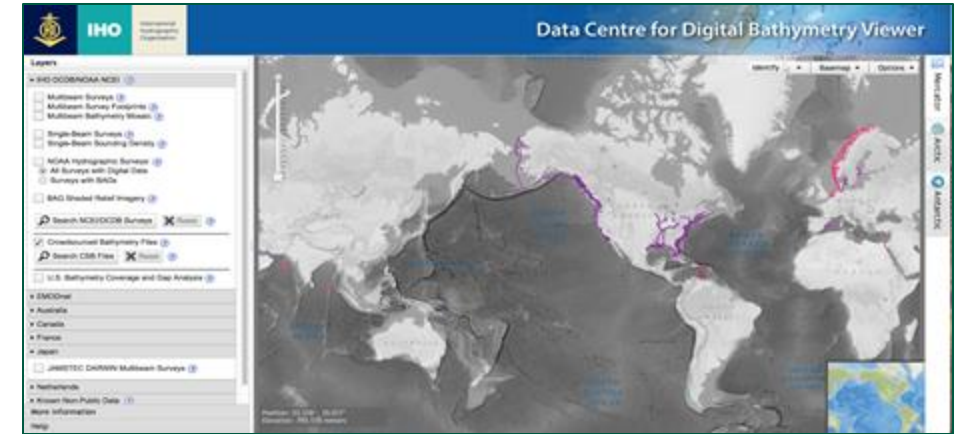 IHO
International
Hydrographic
Organization
Data Centre for Digital Bathymetry Viewer
Layers
IHO DCDB/NOAA NCEI
Multibeam Surveys
Multibeam Survey Footprints
Multibeam Bathymetry Mosaic
Single-Beam Surveys
Single-Beam Sounding Density
NOAA Hydrographic Surveys
All Surveys with Digital Data
Surveys with BAGs
BAG Shaded Relief Imagery
Search NCEI/DCDB Surveys Reset
Crowdsourced Bathymetry Files
Search CSB Files Reset
U.S. Bathymetry Coverage and Gap Analysis
EMODnet
Australia
Canada
France
Japan
JAMSTEC DARWIN Multibeam Surveys
Netherlands
Known Non-Public Data
More Information
Help
Identify Basemap Options
Mercator
Arctic
Antarctic